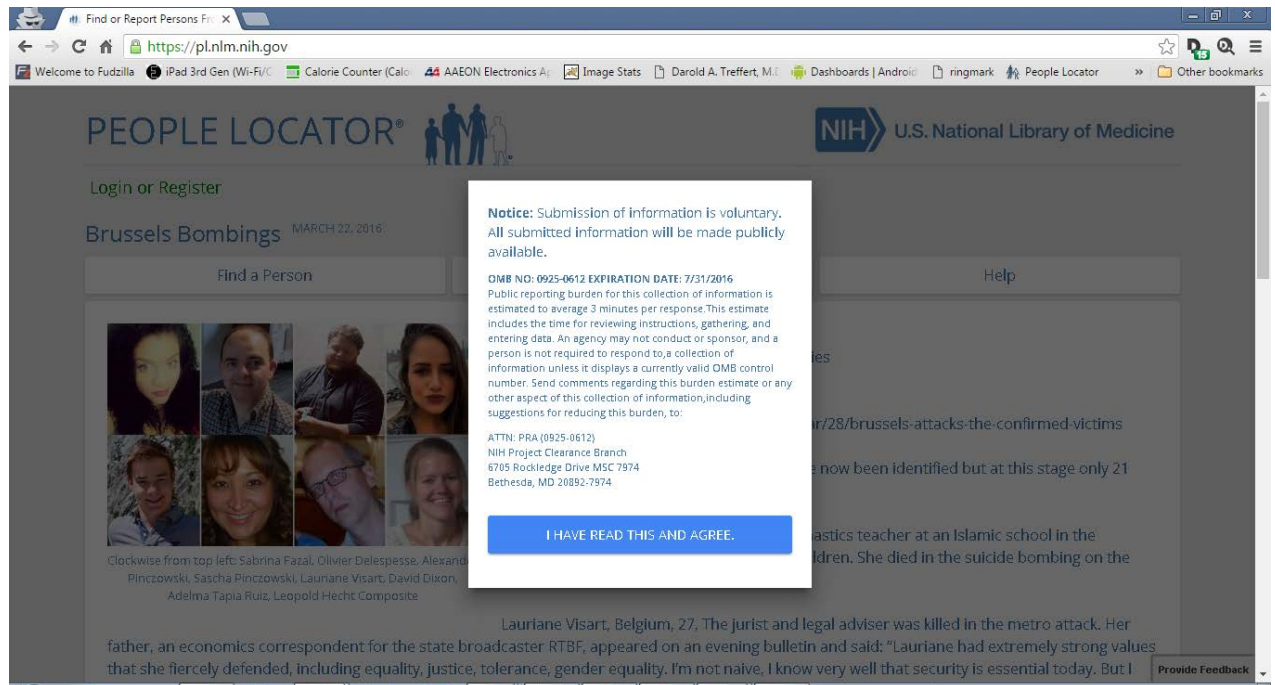 Find or Report Persons Fr
https://pl.nlm.nih.gov
15
Welcome to Fudzilla iPad 3rd Gen (Wi-Fi/C Calorie Counter (Calo AAEON Electronics Ap Image Stats Darold A. Treffert, M.D Dashboards | Android ringmark People Locator » Other bookmarks
PEOPLE LOCATOR®
NIH U.S. National Library of Medicine
Login or Register
Brussels Bombings MARCH 22, 2016
Find a Person Help
Notice: Submission of information is voluntary.
All submitted information will be made publicly
available.
OMB NO: 0925-0612 EXPIRATION DATE: 7/31/2016
Public reporting burden for this collection of information is
estimated to average 3 minutes per response.This estimate
includes the time for reviewing instructions, gathering, and
entering data. An agency may not conduct or sponsor, and a
person is not required to respond to,a collection of
information unless it displays a currently valid OMB control
number. Send comments regarding this burden estimate or any
other aspect of this collection of information,including
suggestions for reducing this burden, to:
ATTN: PRA (0925-0612)
NIH Project Clearance Branch
6705 Rockledge Drive MSC 7974
Bethesda, MD 20892-7974
I HAVE READ THIS AND AGREE.
ies
ar/28/brussels-attacks-the-confirmed-victims
e now been identified but at this stage only 21
astics teacher at an Islamic school in the
ldren. She died in the suicide bombing on the
Clockwise from top left: Sabrina Fazal, Olivier Delespesse, Alexand
Pinczowski, Sascha Pinczowski, Lauriane Visart, David Dixon,
Adelma Tapia Ruiz, Leopold Hecht Composite
Lauriane Visart, Belgium, 27, The jurist and legal adviser was killed in the metro attack. Her
father, an economics correspondent for the state broadcaster RTBF, appeared on an evening bulletin and said: "Lauriane had extremely strong values
that she fiercely defended, including equality, justice, tolerance, gender equality. I'm not naive, I know very well that security is essential today. But I
Provide Feedback